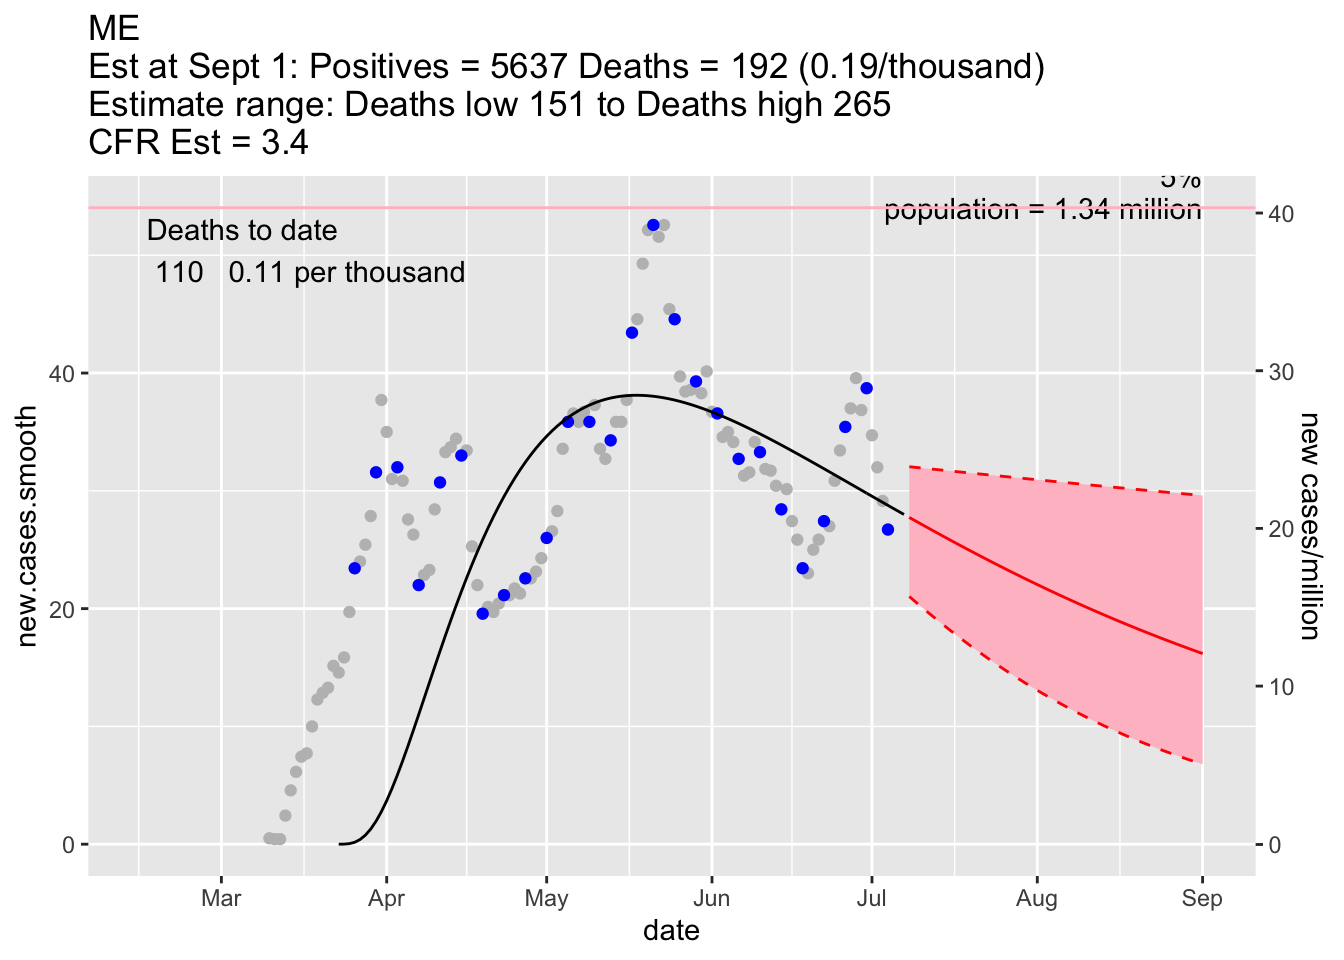 ME
Est at Sept 1: Positives = 5637 Deaths = 192 (0.19/thousand)
Estimate range: Deaths low 151 to Deaths high 265
CFR Est = 3.4
5%
population = 1.34 million
Deaths to date
110 0.11 per thousand
40
20
0
new.cases.smooth
40
30
20
10
0
new cases/million
Mar Apr May Jun Jul Aug Sep
date